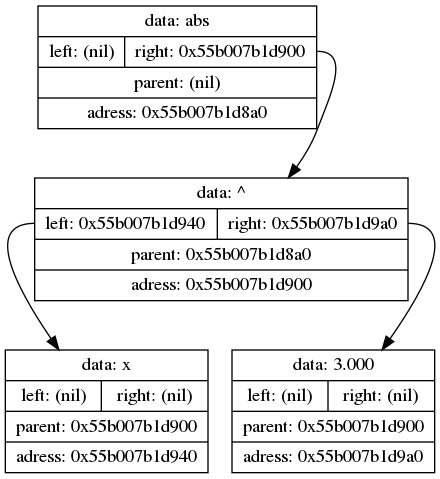 data: abs
left: (nil) right: 0x55b007b1d900
parent: (nil)
adress: 0x55b007b1d8a0
data: ^
left: 0x55b007b1d940 right: 0x55b007b1d9a0
parent: 0x55b007b1d8a0
adress: 0x55b007b1d900
data: x
left: (nil) right: (nil)
parent: 0x55b007b1d900
adress: 0x55b007b1d940
data: 3.000
left: (nil) right: (nil)
parent: 0x55b007b1d900
adress: 0x55b007b1d9a0